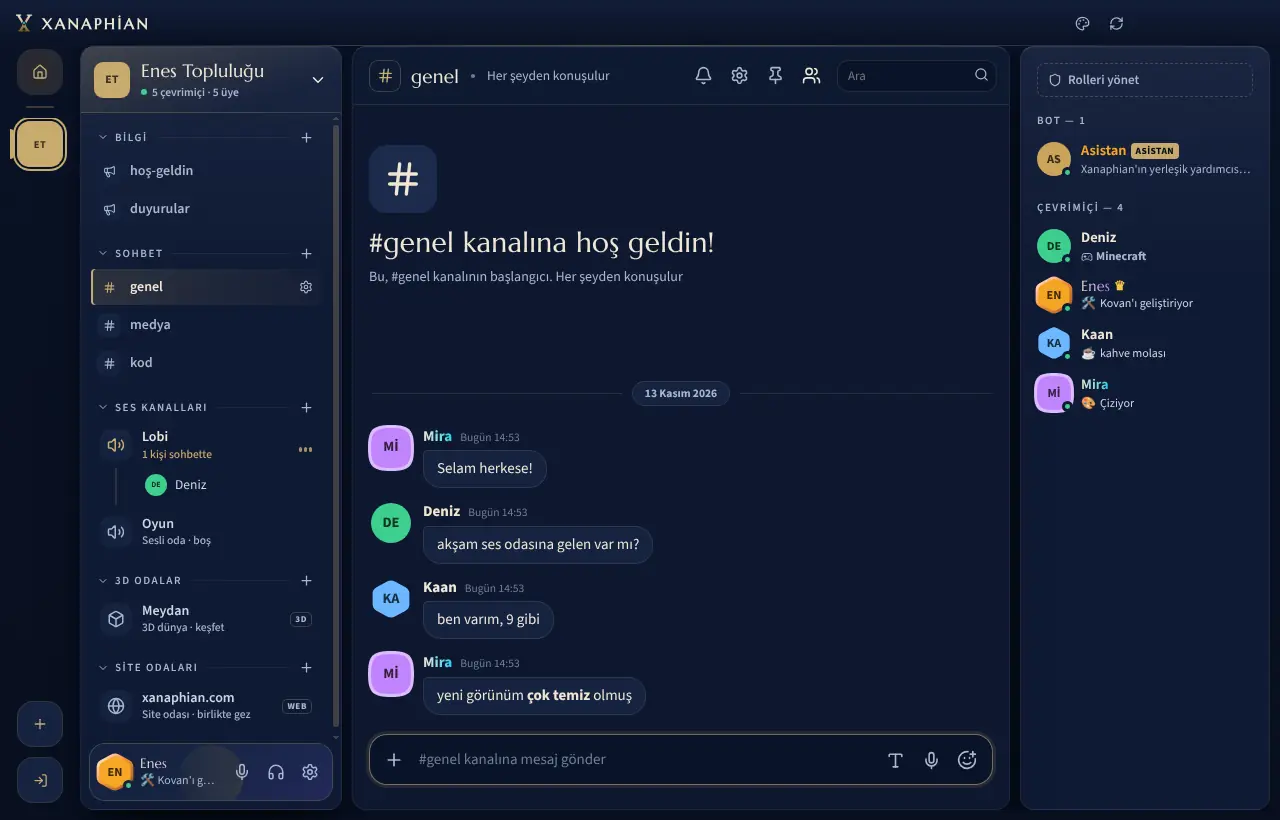 XANAPHİAN
ET
ET
Enes Topluluğu
5 çevrimiçi · 5 üye
BİLGİ
hoş-geldin
duyurular
SOHBET
genel
medya
kod
SES KANALLARI
Lobi
1 kişi sohbette
DE Deniz
Oyun
Sesli oda · boş
3D ODALAR
Meydan
3D dünya · keşfet
3D
SİTE ODALARI
xanaphian.com
Site odası · birlikte gez
WEB
EN
Enes
🛠️ Kovan'ı g…
# genel • Her şeyden konuşulur
Ara
#
#genel kanalına hoş geldin!
Bu, #genel kanalının başlangıcı. Her şeyden konuşulur
13 Kasım 2026
Mİ
Mira Bugün 14:53
Selam herkese!
DE
Deniz Bugün 14:53
akşam ses odasına gelen var mı?
KA
Kaan Bugün 14:53
ben varım, 9 gibi
Mİ
Mira Bugün 14:53
yeni görünüm çok temiz olmuş
#genel kanalına mesaj gönder
Rolleri yönet
BOT — 1
AS
Asistan ASİSTAN
Xanaphian'ın yerleşik yardımcıs…
ÇEVRİMİÇİ — 4
DE
Deniz
Minecraft
EN
Enes
🛠️ Kovan'ı geliştiriyor
KA
Kaan
☕ kahve molası
Mİ
Mira
🎨 Çiziyor